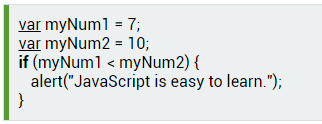 var myNum1 = 7;
var myNum2 = 10;
if (myNum1 < myNum2) {
alert("JavaScript is easy to learn.");
}